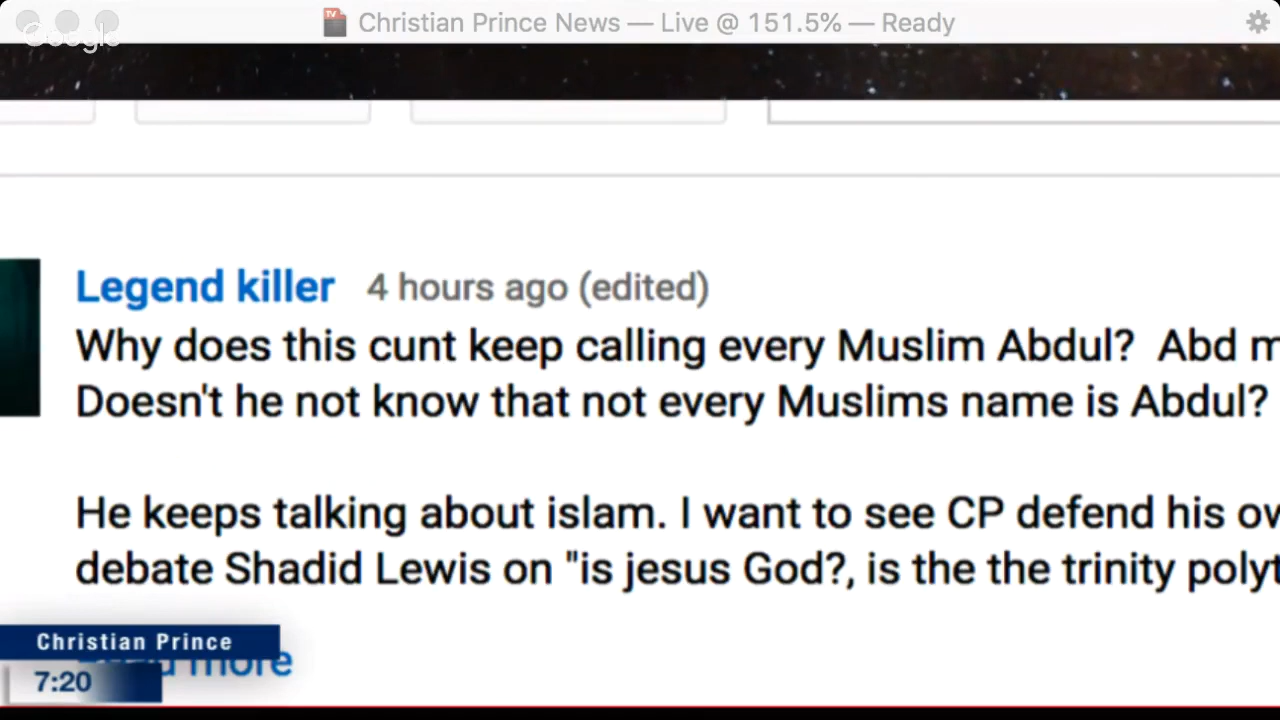 Christian Prince News — Live @ 151.5% — Ready
Google
Legend killer 4 hours ago (edited)
Why does this cunt keep calling every Muslim Abdul? Abd
Doesn't he not know that not every Muslims name is Abdul?
He keeps talking about islam. I want to see CP defend his
debate Shadid Lewis on "is jesus God?, is the the trinity
Christian Prince
more
7:20